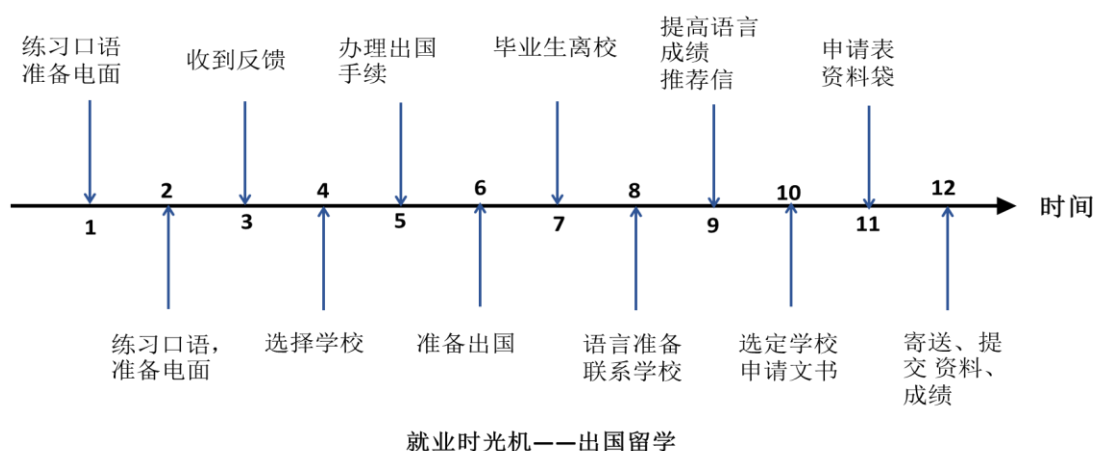 练习口语
准备电面
收到反馈
办理出国
手续
毕业生离校
提高语言
成绩
推荐信
申请表
资料袋
2
4
6
8
10
12
时间
1
3
5
7
9
11
练习口语，
准备电面
选择学校
准备出国
语言准备
联系学校
选定学校
申请文书
寄送、提
交 资料、
成绩
就业时光机——出国留学